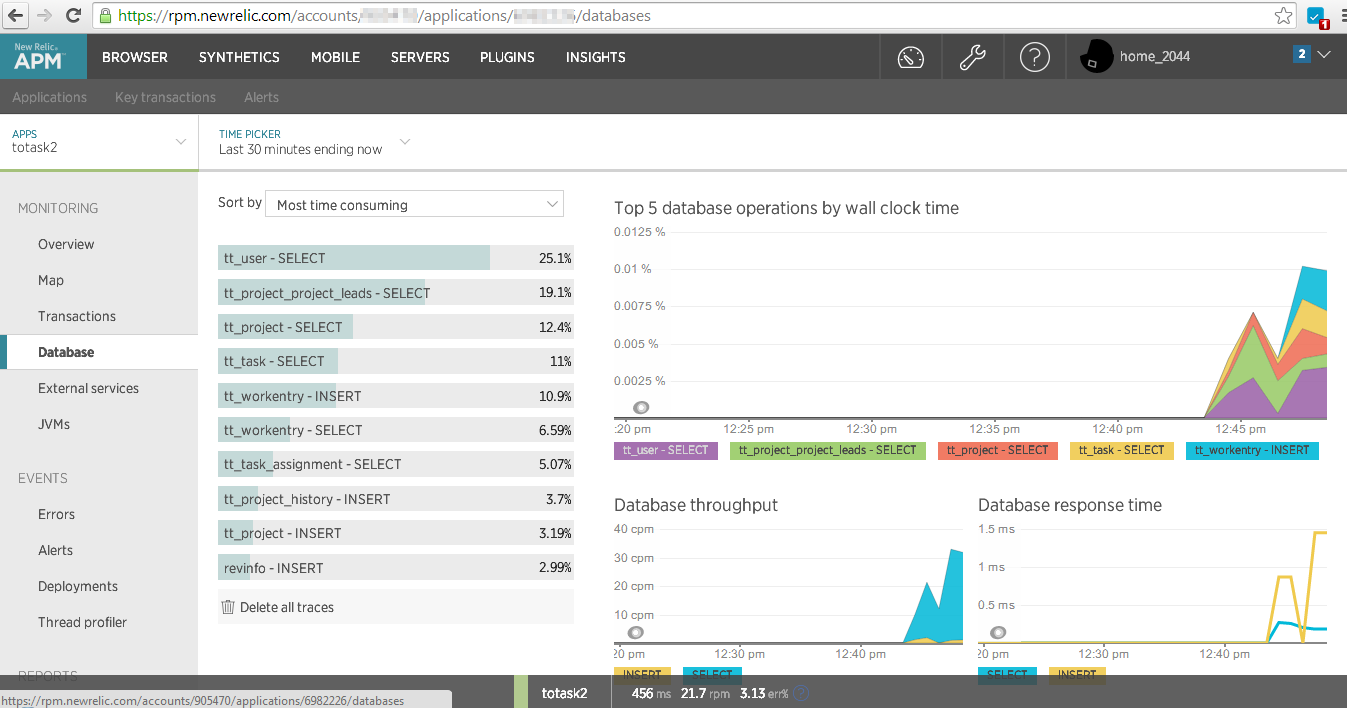 https://rpm.newrelic.com/accounts/ /applications/ /databases
1
New Relic
APM
BROWSER SYNTHETICS MOBILE SERVERS PLUGINS INSIGHTS
home_2044
2
Applications Key transactions Alerts
APPS
totask2
TIME PICKER
Last 30 minutes ending now
MONITORING
Overview
Map
Transactions
Database
External services
JVMs
EVENTS
Errors
Alerts
Deployments
Thread profiler
REPORTS
Sort by Most time consuming
tt_user - SELECT 25.1%
tt_project_project_leads - SELECT 19.1%
tt_project - SELECT 12.4%
tt_task - SELECT 11%
tt_workentry - INSERT 10.9%
tt_workentry - SELECT 6.59%
tt_task_assignment - SELECT 5.07%
tt_project_history - INSERT 3.7%
tt_project - INSERT 3.19%
revinfo - INSERT 2.99%
Delete all traces
Top 5 database operations by wall clock time
0.0125 %
0.01 %
0.0075 %
0.005 %
0.0025 %
:20 pm 12:25 pm 12:30 pm 12:35 pm 12:40 pm 12:45 pm
tt_user - SELECT tt_project_project_leads - SELECT tt_project - SELECT tt_task - SELECT tt_workentry - INSERT
Database throughput
40 cpm
30 cpm
20 cpm
10 cpm
20 pm 12:30 pm 12:40 pm
INSERT SELECT
Database response time
1.5 ms
1 ms
0.5 ms
20 pm 12:30 pm 12:40 pm
SELECT INSERT
totask2 456 ms 21.7 rpm 3.13 err% ?
https://rpm.newrelic.com/accounts/905470/applications/6982226/databases